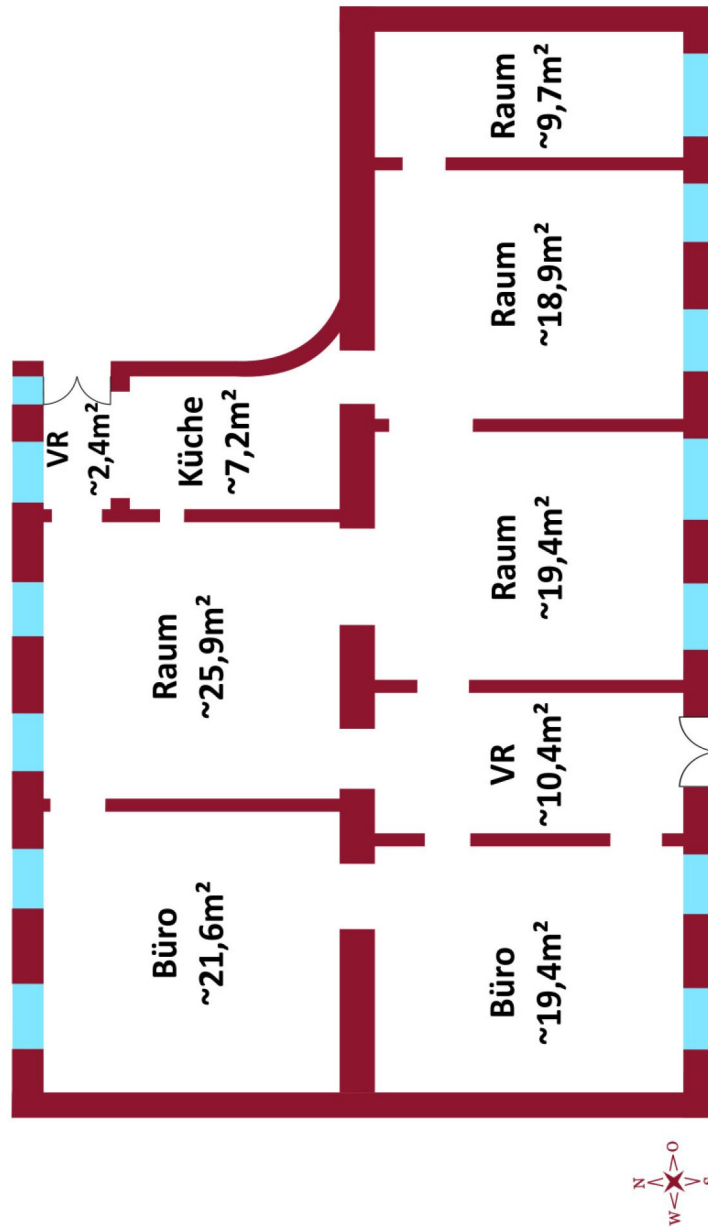 VR
~2,4m²
Küche
~7,2m²
Raum
~25,9m²
Büro
~21,6m²
Raum
~9,7m²
Raum
~18,9m²
Raum
~19,4m²
VR
~10,4m²
Büro
~19,4m²
N
W
O
S